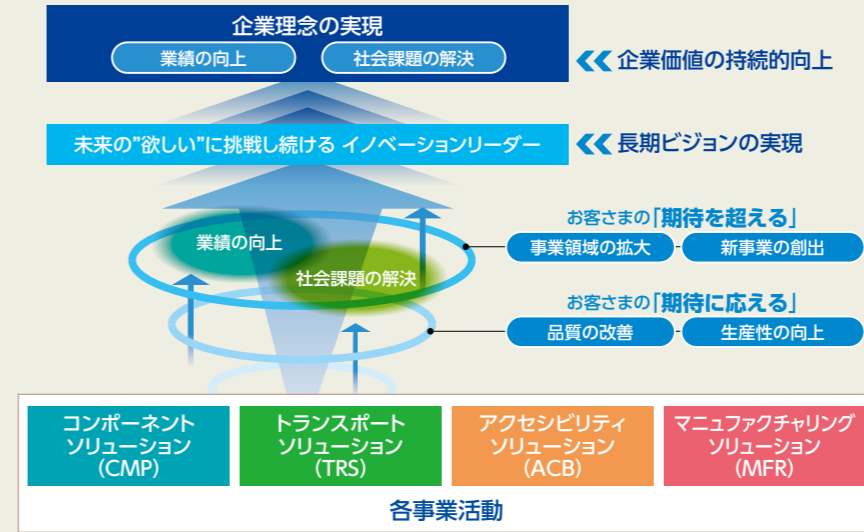 企業理念の実現
業績の向上
社会課題の解決
企業価値の持続的向上
未来の”欲しい”に挑戦し続ける イノベーションリーダー
長期ビジョンの実現
業績の向上
社会課題の解決
お客さまの「期待を超える」
事業領域の拡大
新事業の創出
お客さまの「期待に応える」
品質の改善
生産性の向上
コンポーネント
ソリューション
(CMP)
トランスポート
ソリューション
(TRS)
アクセシビリティ
ソリューション
(ACB)
マニュファクチャリング
ソリューション
(MFR)
各事業活動